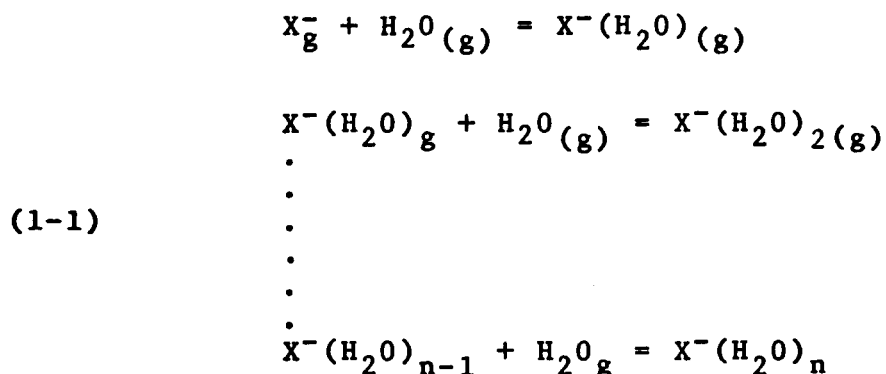 X⁻g + H₂O(g) = X⁻(H₂O)(g)
X⁻(H₂O)g + H₂O(g) = X⁻(H₂O)₂(g)
.
.
(1-1) .
.
.
.
X⁻(H₂O)n-1 + H₂Og = X⁻(H₂O)n